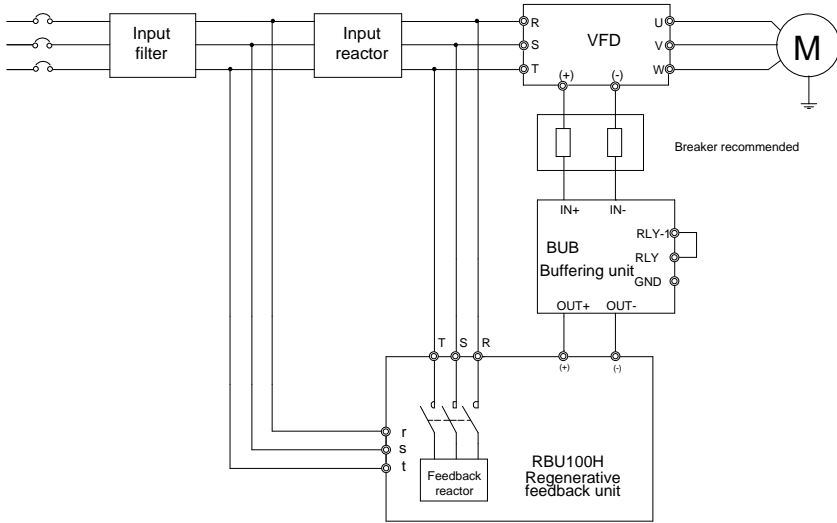 Input
filter
Input
reactor
R
S
T
VFD
U
V
W
(+)
(-)
M
Breaker recommended
IN+
IN-
BUB
Buffering unit
RLY-1
RLY
GND
OUT+
OUT-
T
S
R
(+)
(-)
r
s
t
Feedback
reactor
RBU100H
Regenerative
feedback unit